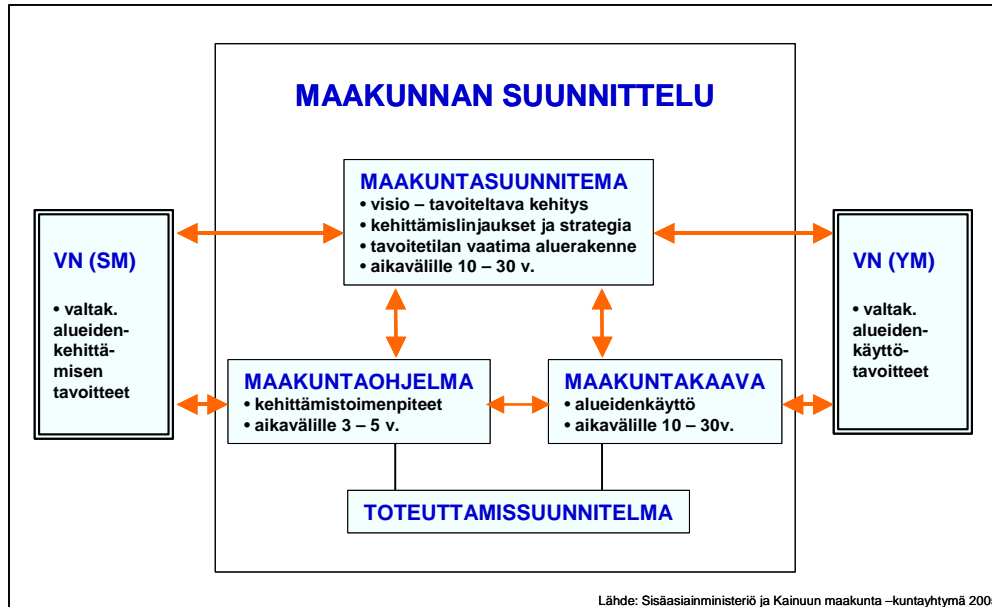 MAAKUNNAN SUUNNITTELU
MAAKUNTASUUNNITEMA
• visio – tavoiteltava kehitys
• kehittämislinjaukset ja strategia
• tavoitetilan vaatima aluerakenne
• aikavälille 10 – 30 v.
VN (SM)
• valtak.
alueiden-
kehittä-
misen
tavoitteet
VN (YM)
• valtak.
alueiden-
käyttö-
tavoitteet
MAAKUNTAOHJELMA
• kehittämistoimenpiteet
• aikavälille 3 – 5 v.
MAAKUNTAKAAVA
• alueidenkäyttö
• aikavälille 10 – 30v.
TOTEUTTAMISSUUNNITELMA
Lähde: Sisäasiainministeriö ja Kainuun maakunta –kuntayhtymä